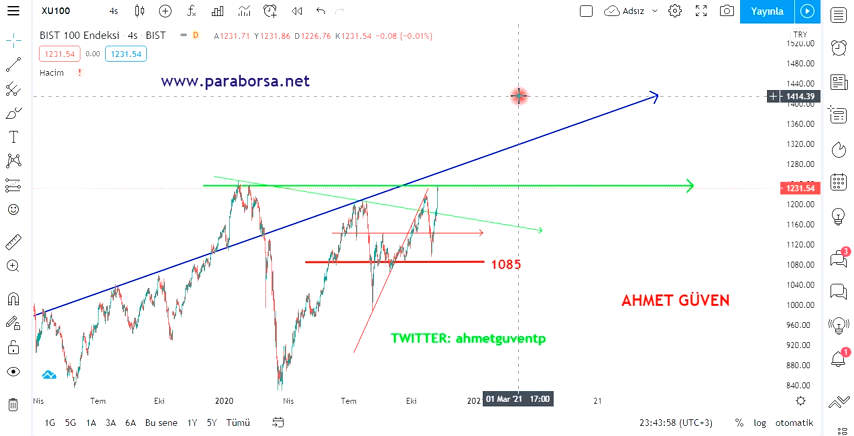 XU100
4s
Adsız
Yayınla
BIST 100 Endeksi · 4s · BIST
D
A1231.71 Y1231.86 D1226.76 K1231.54 −0.08 (−0.01%)
TRY
1231.54 0.00 1231.54
Hacim !
www.paraborsa.net
1520.00
1480.00
1440.00
1414.39
1400.00
1360.00
1320.00
1280.00
1231.54
1200.00
1160.00
1120.00
1080.00
1040.00
1000.00
960.00
920.00
880.00
840.00
1085
AHMET GÜVEN
TWITTER: ahmetguventp
3
1
Nis Tem Eki 2020 Nis Tem Eki 2021 01 Mar '21 17:00 21
1G 5G 1A 3A 6A Bu sene 1Y 5Y Tümü
23:43:58 (UTC+3) % log otomatik